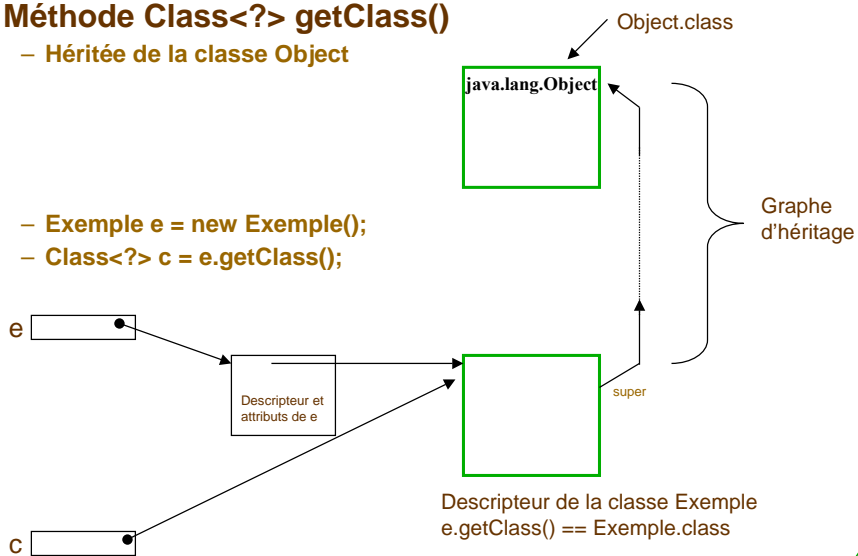 Méthode Class<?> getClass()
– Héritée de la classe Object
Object.class
java.lang.Object
– Exemple e = new Exemple();
– Class<?> c = e.getClass();
Graphe
d'héritage
e
Descripteur et
attributs de e
super
Descripteur de la classe Exemple
e.getClass() == Exemple.class
c